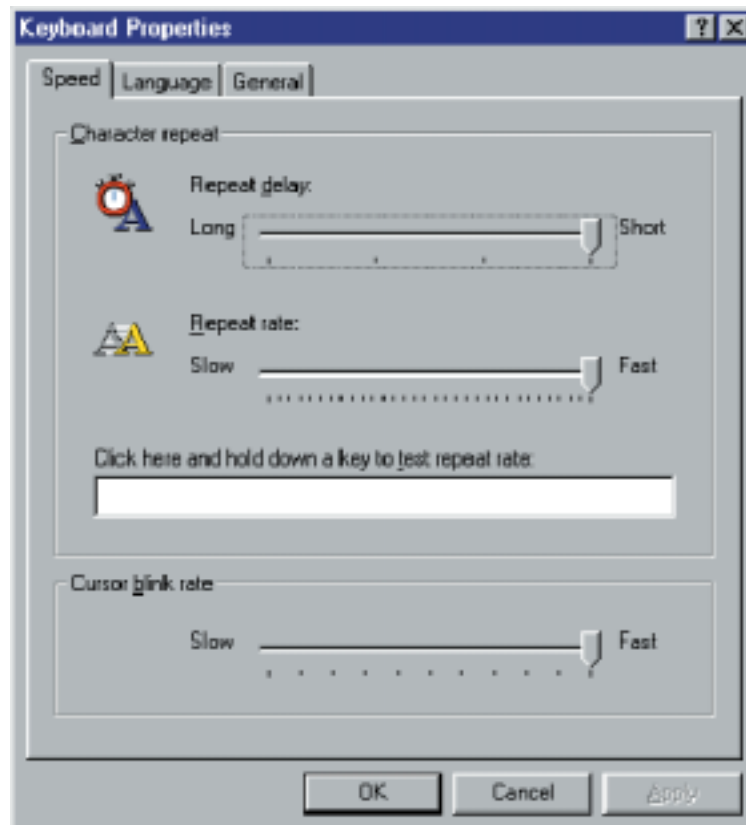 Keyboard Properties
Speed Language General
Character repeat
Repeat delay:
Long Short
Repeat rate:
Slow Fast
Click here and hold down a key to test repeat rate:
Cursor blink rate
Slow Fast
OK Cancel Apply